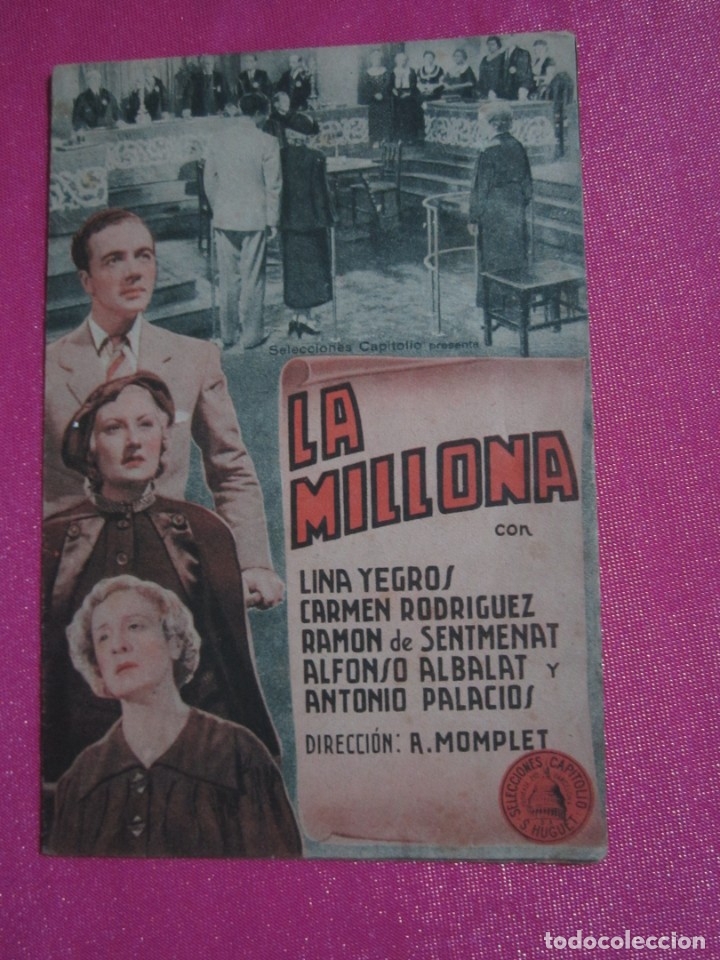 Selecciones Capitolio presenta
LA
MILLONA
con
LINA YEGROS
CARMEN RODRIGUEZ
RAMON de SENTMENAT
ALFONSO ALBALAT Y
ANTONIO PALACIOS
DIRECCIÓN: A. MOMPLET
SELECCIONES CAPITOLIO
S. HUGUET
todocoleccion.net